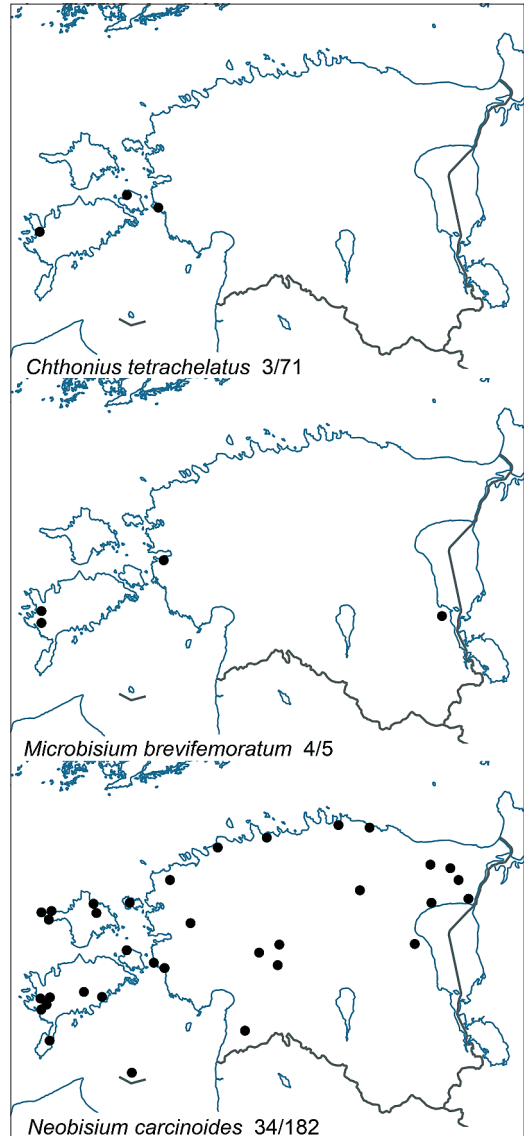 Chthonius tetrachelatus 3/71
Microbisium brevifemoratum 4/5
Neobisium carcinoides 34/182